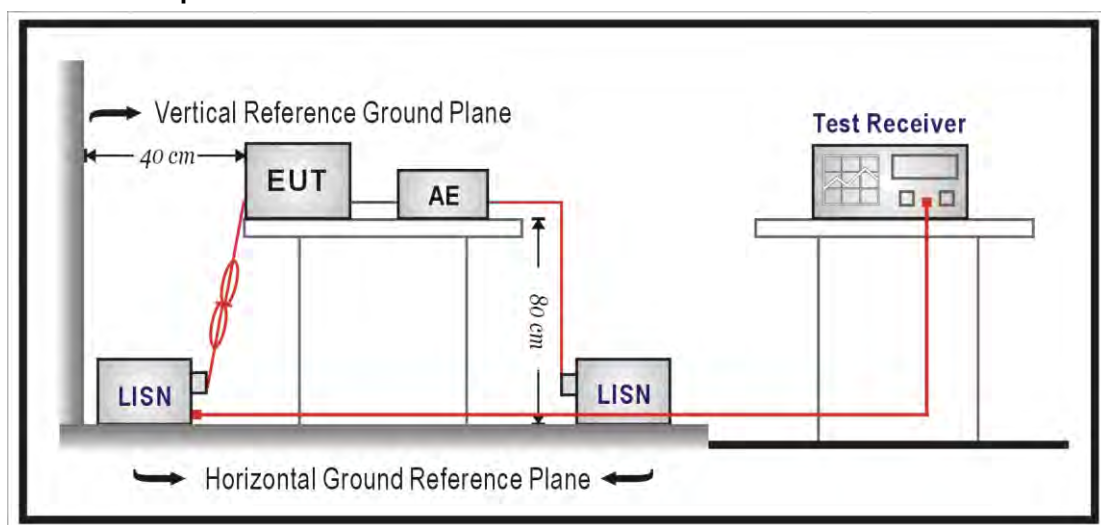 Vertical Reference Ground Plane
Test Receiver
40 cm
EUT
AE
80 cm
LISN
LISN
Horizontal Ground Reference Plane